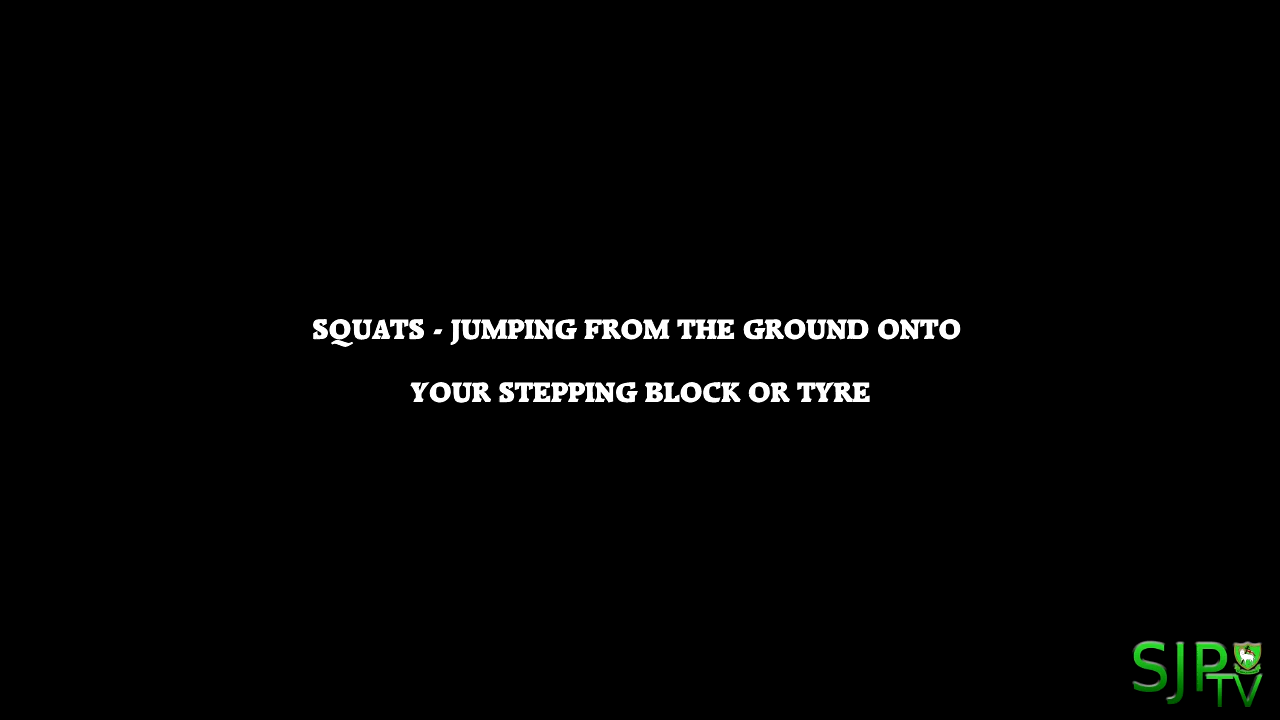 SQUATS - JUMPING FROM THE GROUND ONTO
YOUR STEPPING BLOCK OR TYRE
SJP
TV